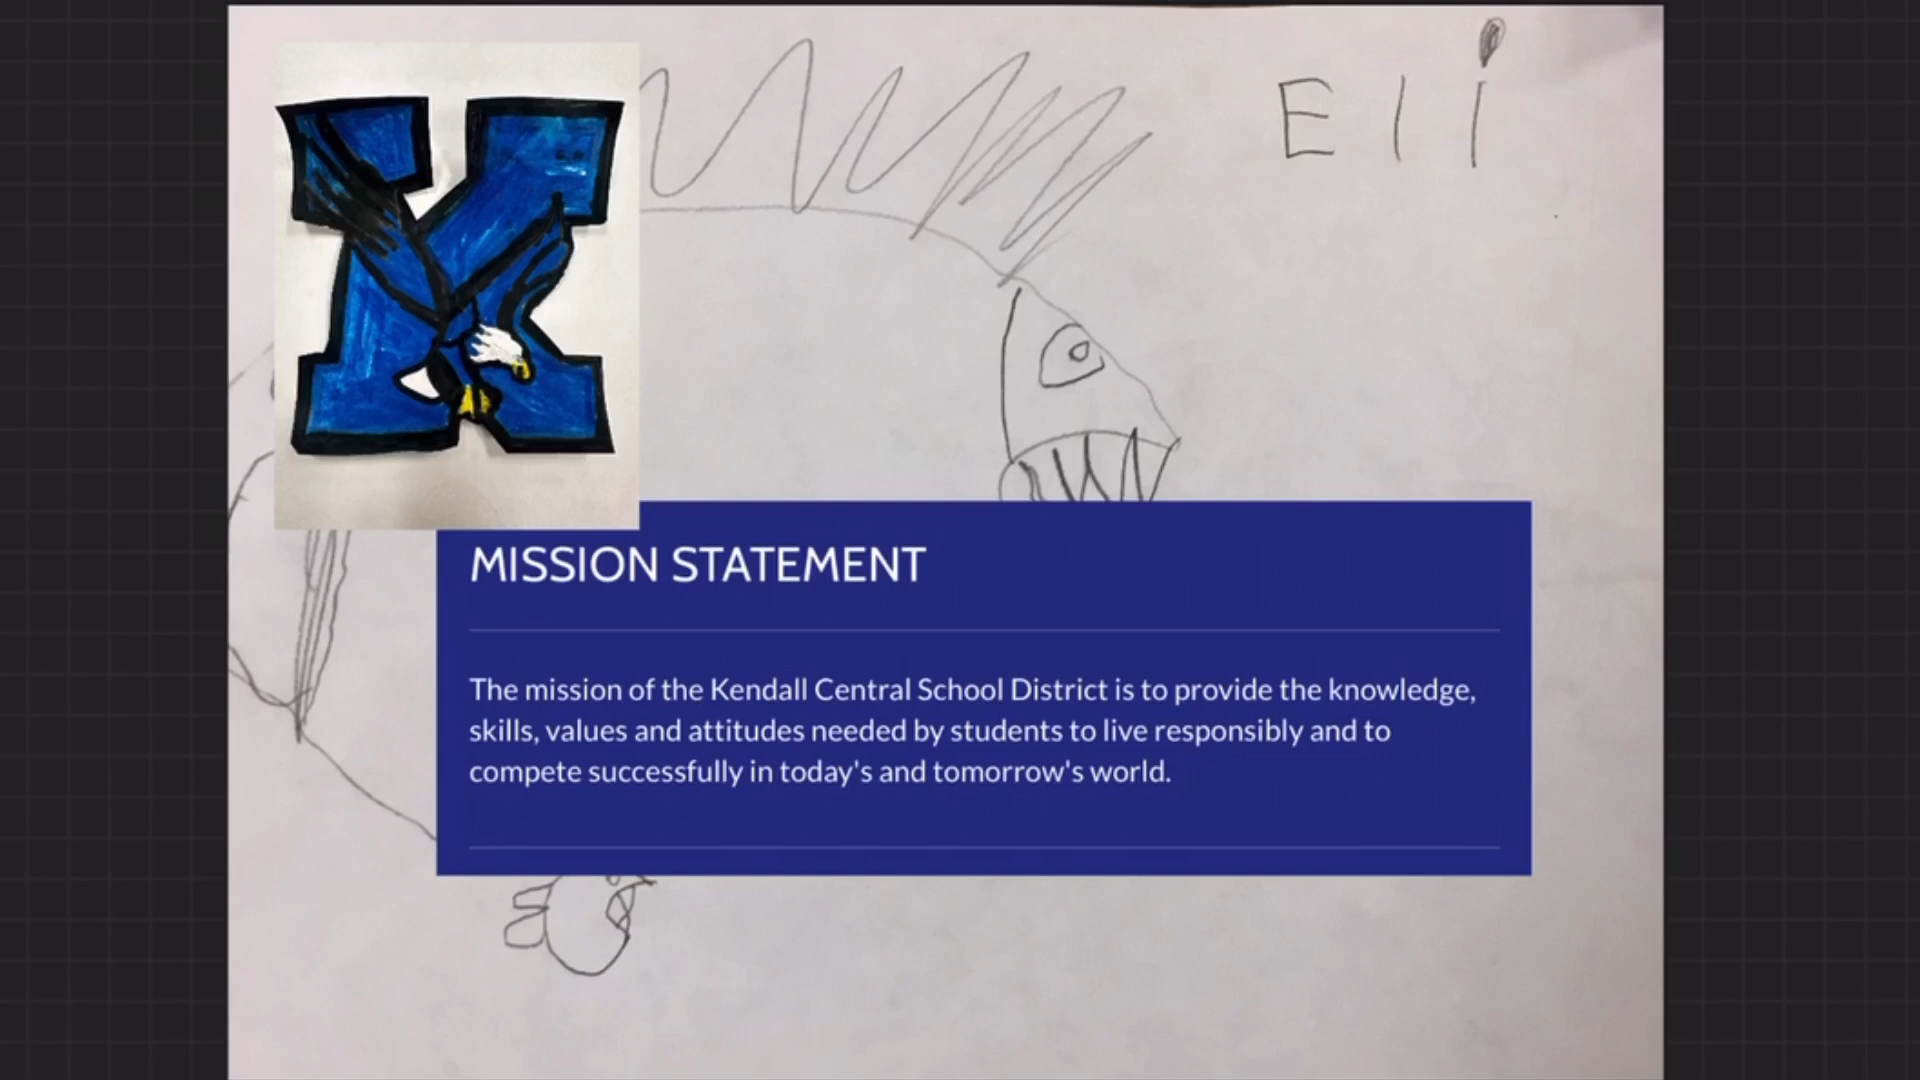 Eli
K
MISSION STATEMENT
The mission of the Kendall Central School District is to provide the knowledge,
skills, values and attitudes needed by students to live responsibly and to
compete successfully in today's and tomorrow's world.